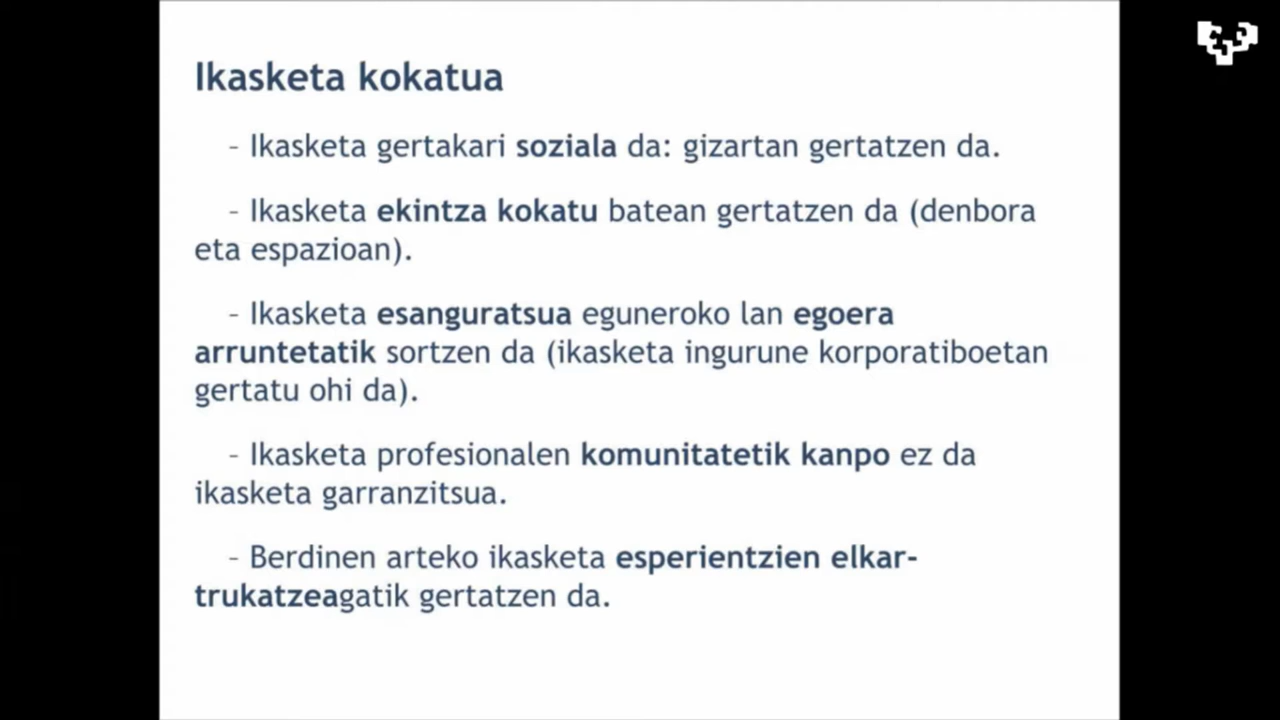 Ikasketa kokatua
- Ikasketa gertakari soziala da: gizartan gertatzen da.
- Ikasketa ekintza kokatu batean gertatzen da (denbora
eta espazioan).
- Ikasketa esanguratsua eguneroko lan egoera
arruntetatik sortzen da (ikasketa ingurune korporatiboetan
gertatu ohi da).
- Ikasketa profesionalen komunitatetik kanpo ez da
ikasketa garranzitsua.
- Berdinen arteko ikasketa esperientzien elkar-
trukatzeagatik gertatzen da.